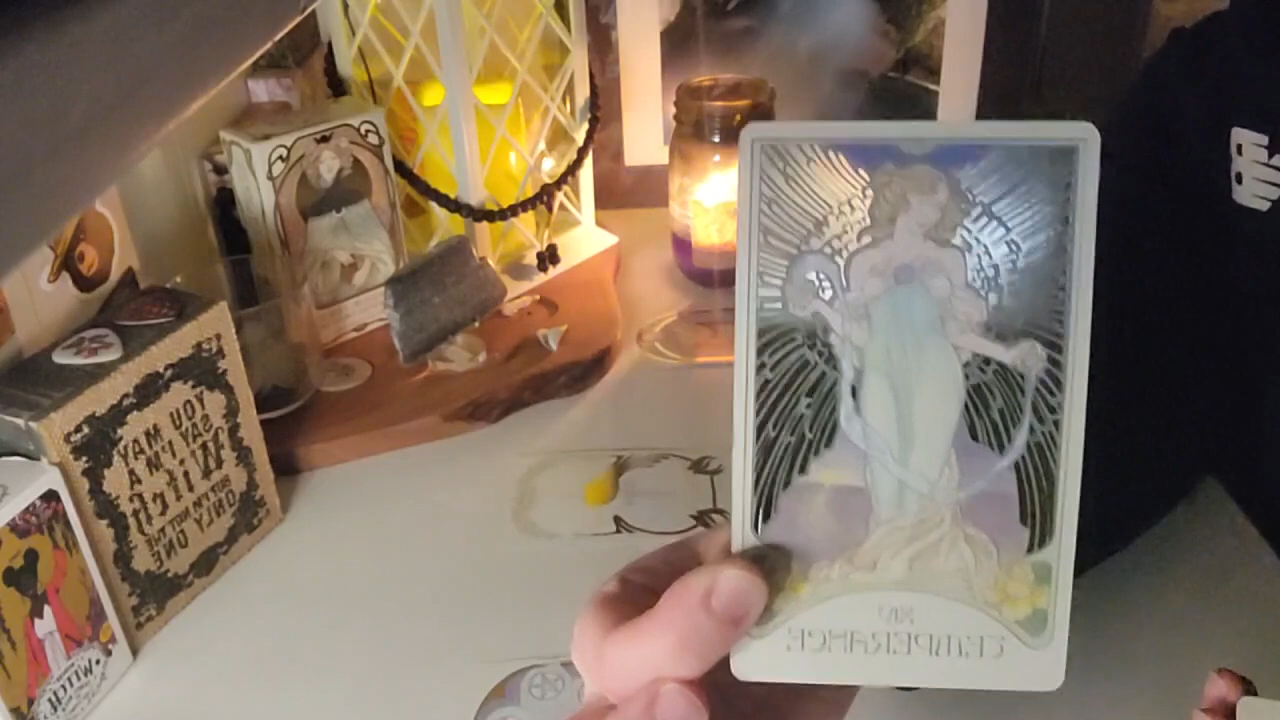 YOU MAY
SAY I'M A
Witch
BUT I'M NOT THE
ONLY
ONE
WITCH
XIV
TEMPERANCE